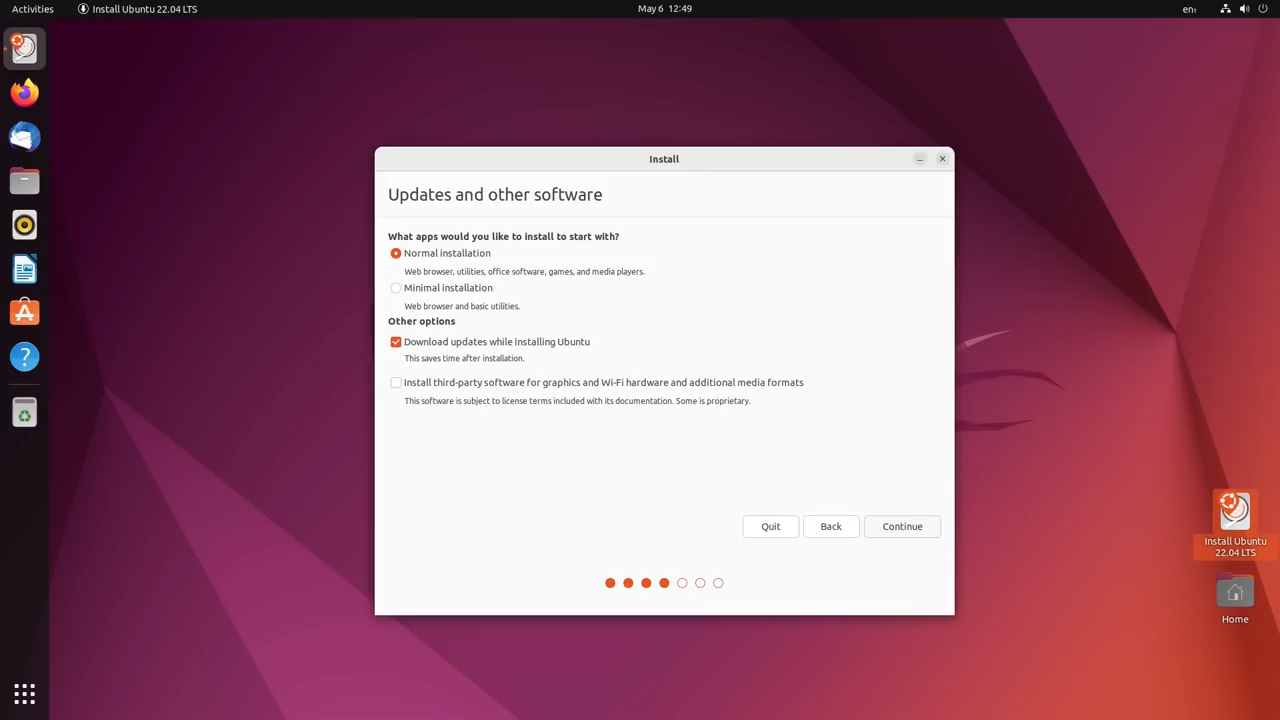 Activities
Install Ubuntu 22.04 LTS
May 6 12:49
en₁
Install
Updates and other software
What apps would you like to install to start with?
Normal installation
Web browser, utilities, office software, games, and media players.
Minimal installation
Web browser and basic utilities.
Other options
Download updates while installing Ubuntu
This saves time after installation.
Install third-party software for graphics and Wi-Fi hardware and additional media formats
This software is subject to license terms included with its documentation. Some is proprietary.
Quit
Back
Continue
Install Ubuntu
22.04 LTS
Home